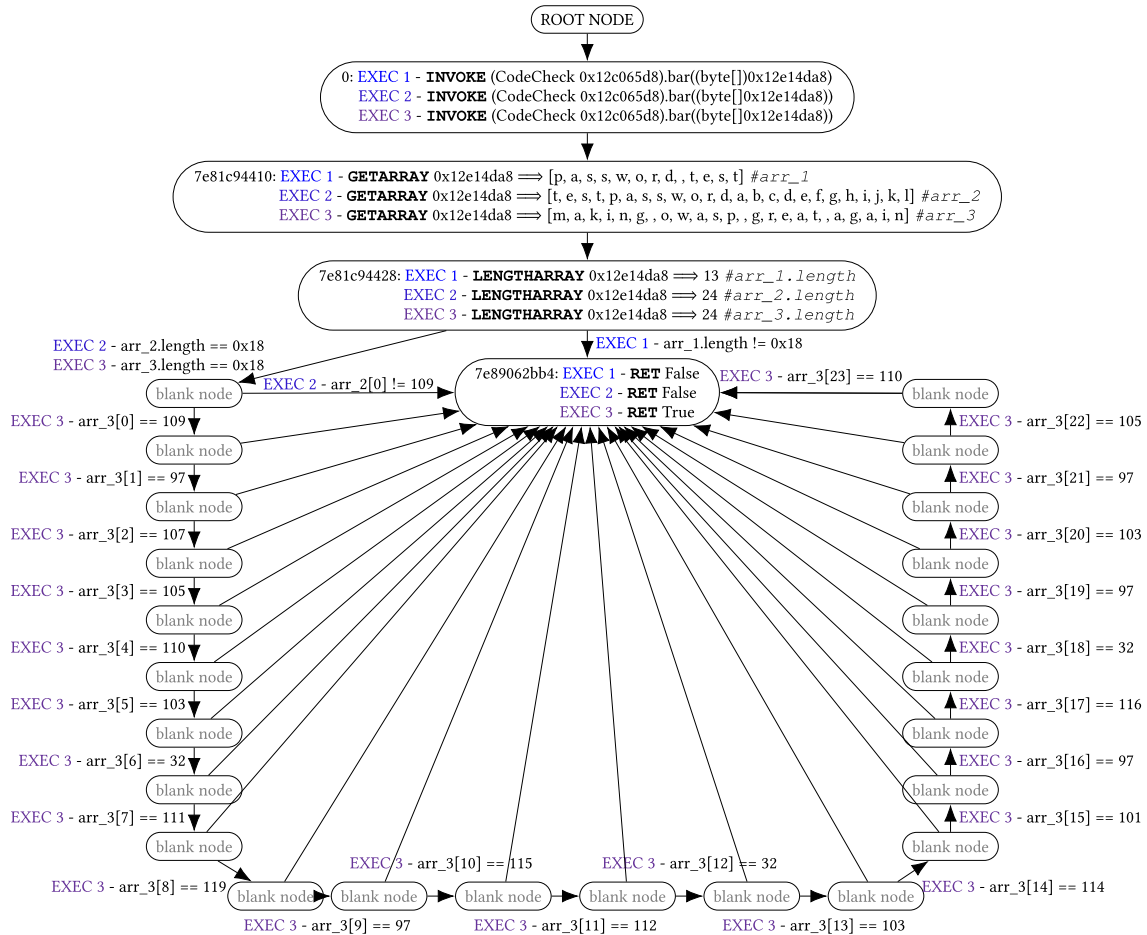 ROOT NODE
0: EXEC 1 - INVOKE (CodeCheck 0x12c065d8).bar((byte[])0x12e14da8)
EXEC 2 - INVOKE (CodeCheck 0x12c065d8).bar((byte[]0x12e14da8))
EXEC 3 - INVOKE (CodeCheck 0x12c065d8).bar((byte[]0x12e14da8))
7e81c94410: EXEC 1 - GETARRAY 0x12e14da8 ⟹ [p, a, s, s, w, o, r, d, , t, e, s, t] #arr_1
EXEC 2 - GETARRAY 0x12e14da8 ⟹ [t, e, s, t, p, a, s, s, w, o, r, d, a, b, c, d, e, f, g, h, i, j, k, l] #arr_2
EXEC 3 - GETARRAY 0x12e14da8 ⟹ [m, a, k, i, n, g, , o, w, a, s, p, , g, r, e, a, t, , a, g, a, i, n] #arr_3
7e81c94428: EXEC 1 - LENGTHARRAY 0x12e14da8 ⟹ 13 #arr_1.length
EXEC 2 - LENGTHARRAY 0x12e14da8 ⟹ 24 #arr_2.length
EXEC 3 - LENGTHARRAY 0x12e14da8 ⟹ 24 #arr_3.length
EXEC 2 - arr_2.length == 0x18
EXEC 3 - arr_3.length == 0x18
EXEC 1 - arr_1.length != 0x18
blank node
EXEC 2 - arr_2[0] != 109
7e89062bb4: EXEC 1 - RET False
EXEC 2 - RET False
EXEC 3 - RET True
EXEC 3 - arr_3[23] == 110
blank node
EXEC 3 - arr_3[0] == 109
EXEC 3 - arr_3[22] == 105
blank node
blank node
EXEC 3 - arr_3[1] == 97
EXEC 3 - arr_3[21] == 97
blank node
blank node
EXEC 3 - arr_3[2] == 107
EXEC 3 - arr_3[20] == 103
blank node
blank node
EXEC 3 - arr_3[3] == 105
EXEC 3 - arr_3[19] == 97
blank node
blank node
EXEC 3 - arr_3[4] == 110
EXEC 3 - arr_3[18] == 32
blank node
blank node
EXEC 3 - arr_3[5] == 103
EXEC 3 - arr_3[17] == 116
blank node
blank node
EXEC 3 - arr_3[6] == 32
EXEC 3 - arr_3[16] == 97
blank node
blank node
EXEC 3 - arr_3[7] == 111
EXEC 3 - arr_3[15] == 101
blank node
blank node
EXEC 3 - arr_3[10] == 115
EXEC 3 - arr_3[12] == 32
EXEC 3 - arr_3[8] == 119
EXEC 3 - arr_3[14] == 114
blank node
blank node
blank node
blank node
blank node
blank node
EXEC 3 - arr_3[9] == 97
EXEC 3 - arr_3[11] == 112
EXEC 3 - arr_3[13] == 103